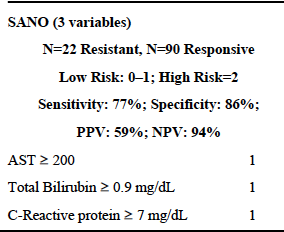 SANO (3 variables)
N=22 Resistant, N=90 Responsive
Low Risk: 0–1; High Risk=2
Sensitivity: 77%; Specificity: 86%;
PPV: 59%; NPV: 94%
AST ≥ 200 1
Total Bilirubin ≥ 0.9 mg/dL 1
C-Reactive protein ≥ 7 mg/dL 1